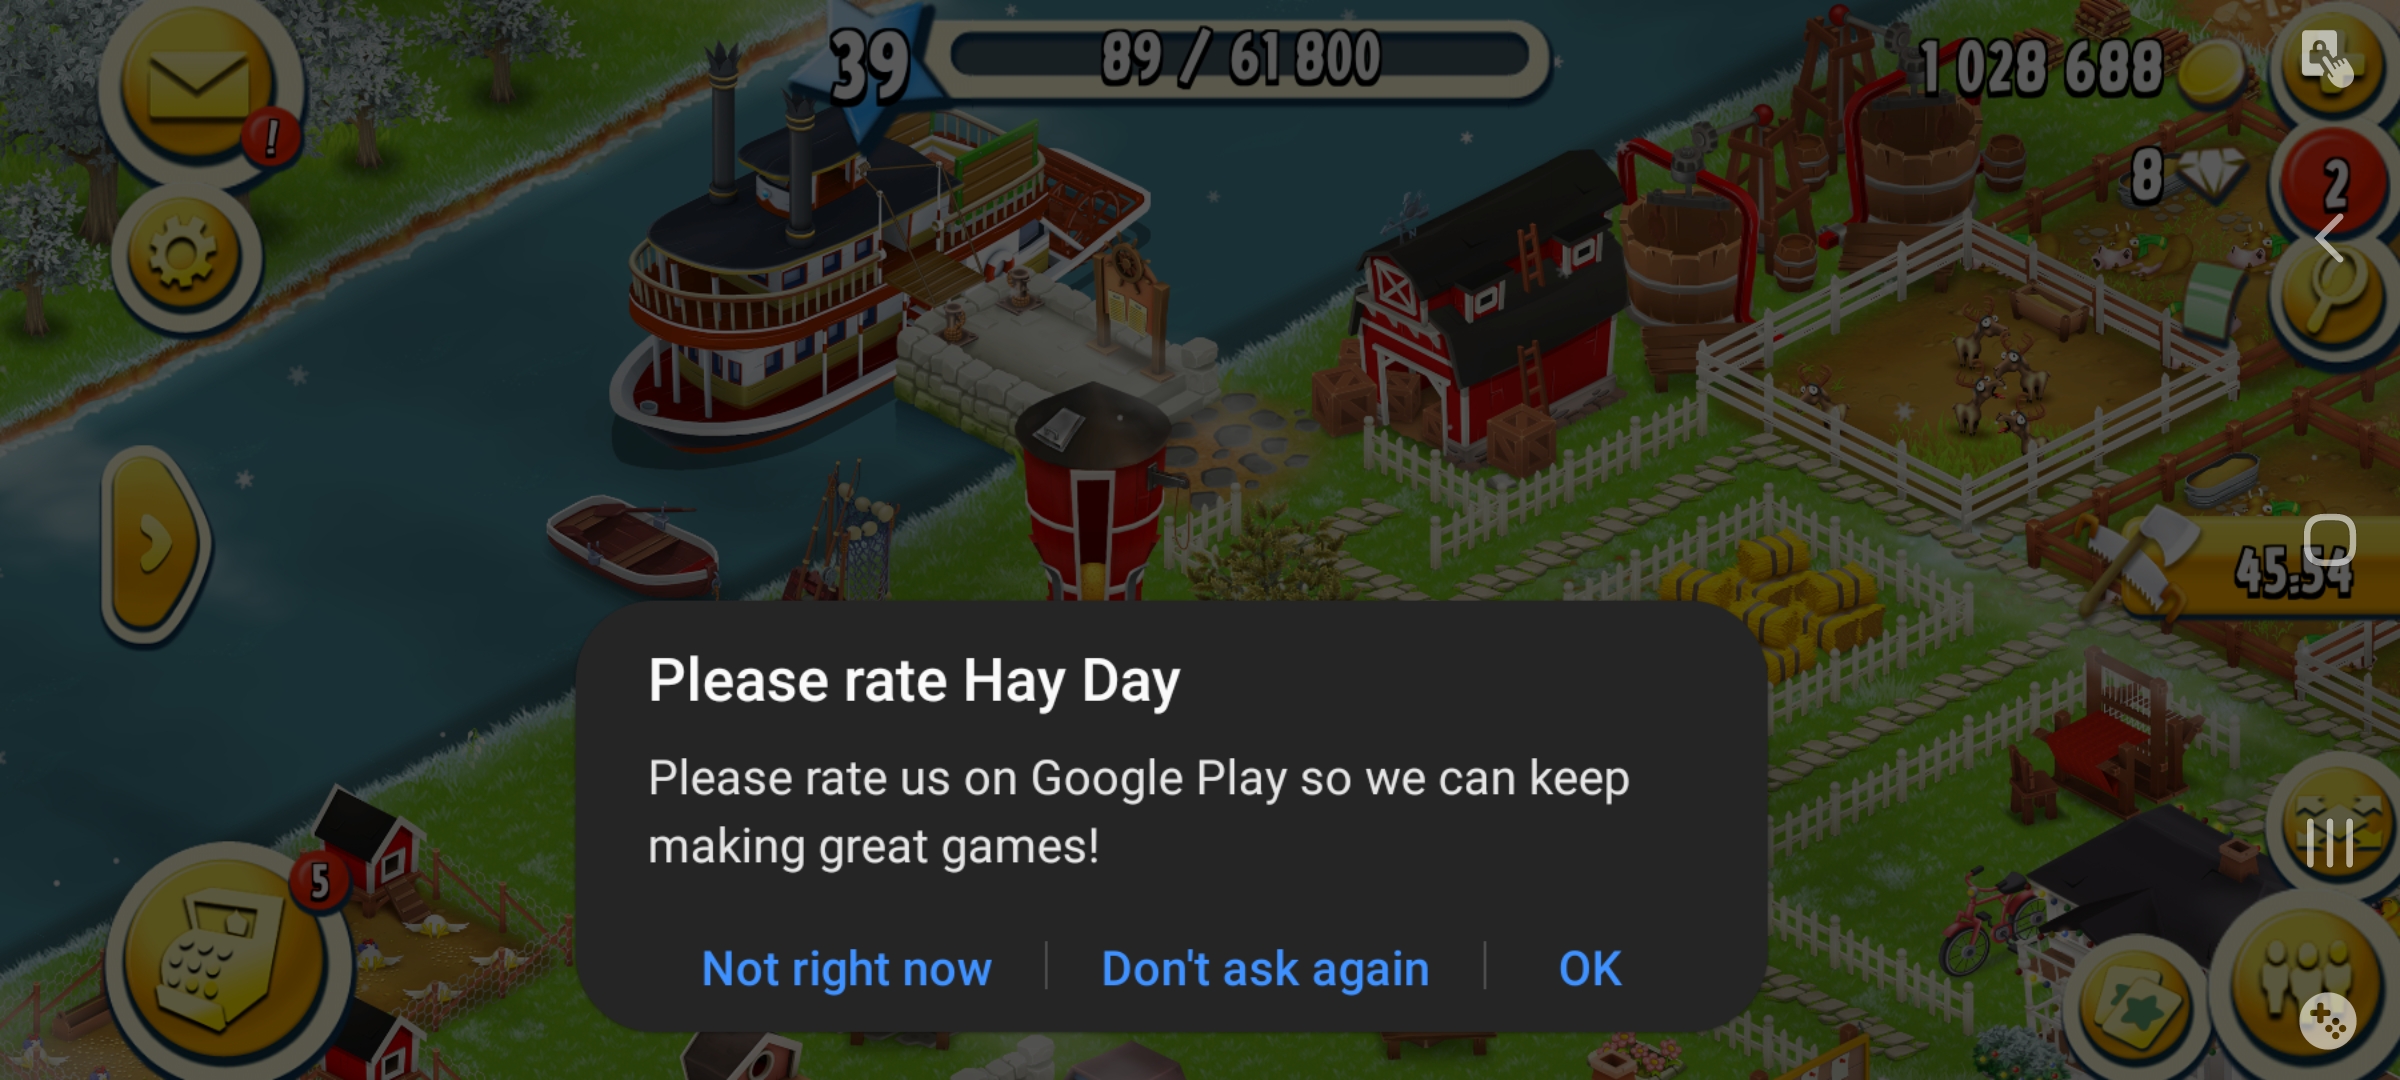 39
89 / 61 800
1 028 688
!
8
2
45:54
Please rate Hay Day
Please rate us on Google Play so we can keep
making great games!
5
Not right now
Don't ask again
OK